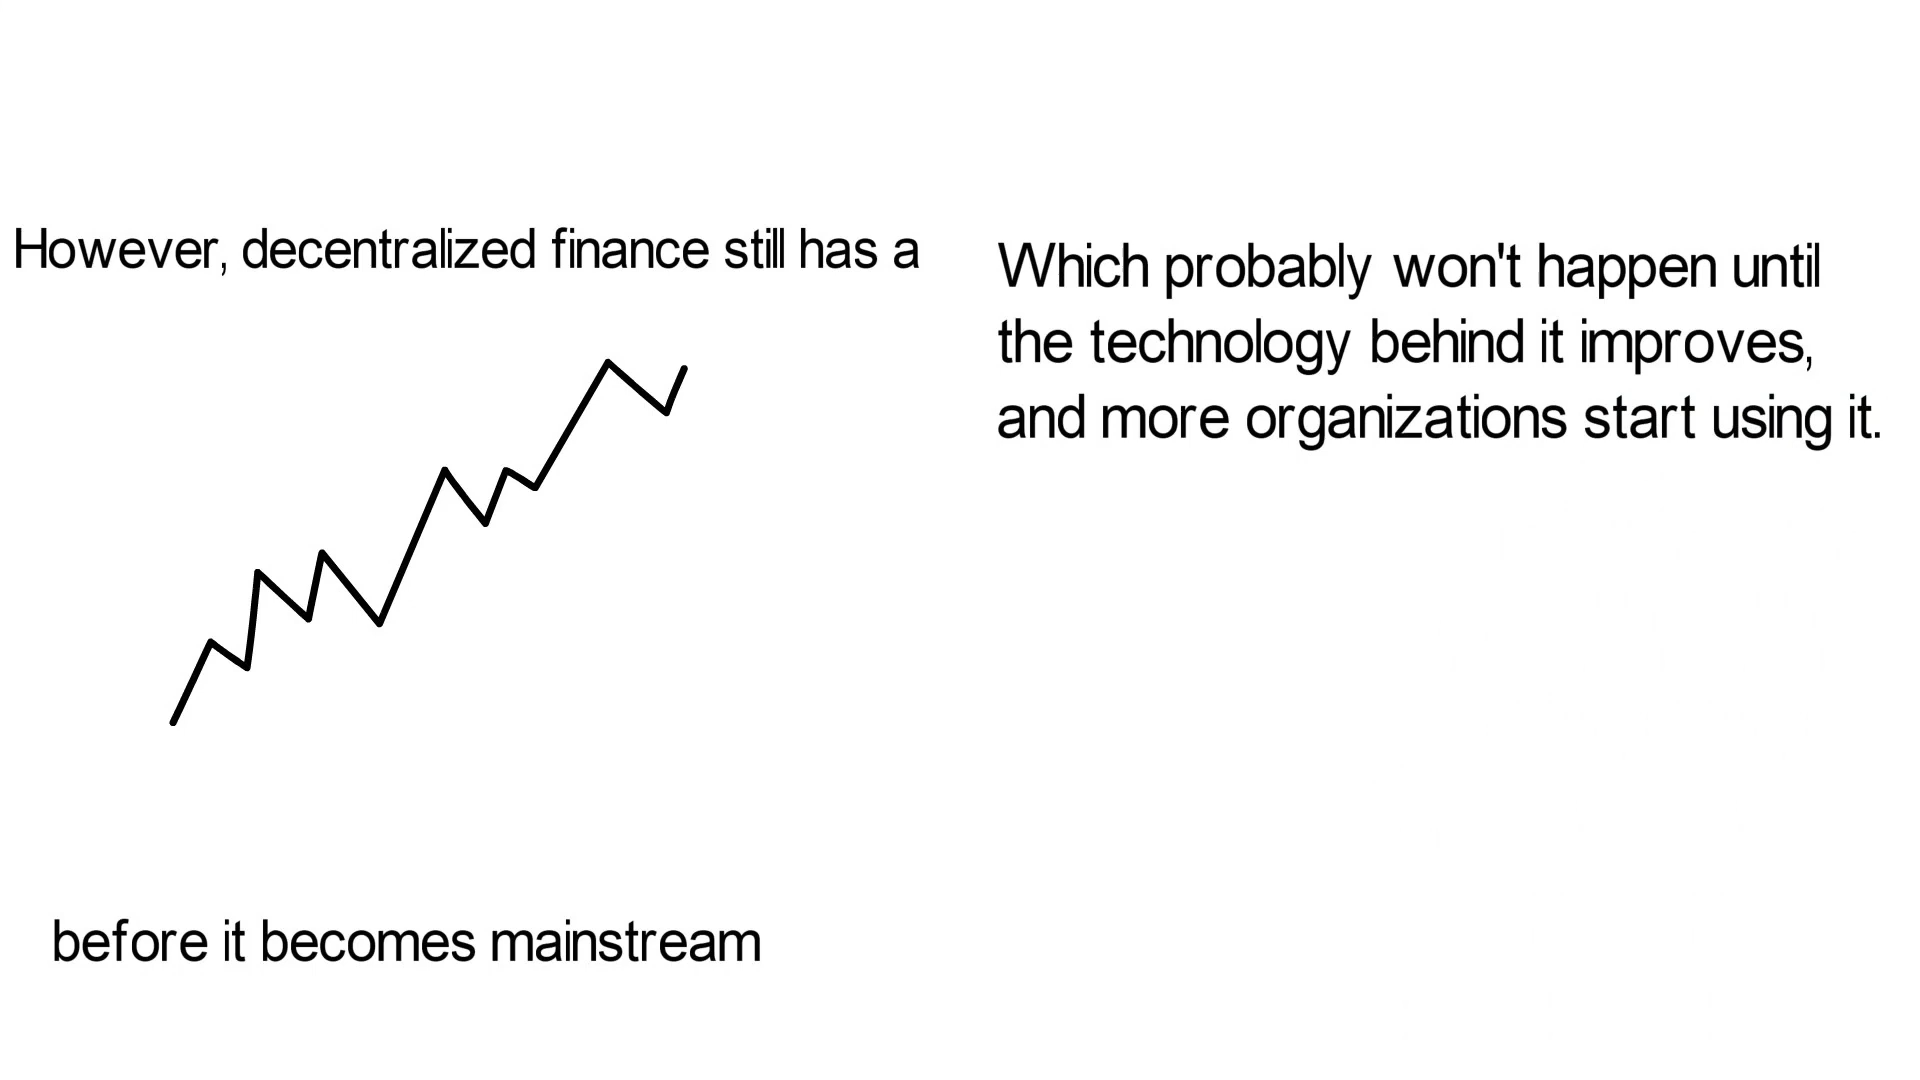 However, decentralized finance still has a
before it becomes mainstream
Which probably won't happen until
the technology behind it improves,
and more organizations start using it.